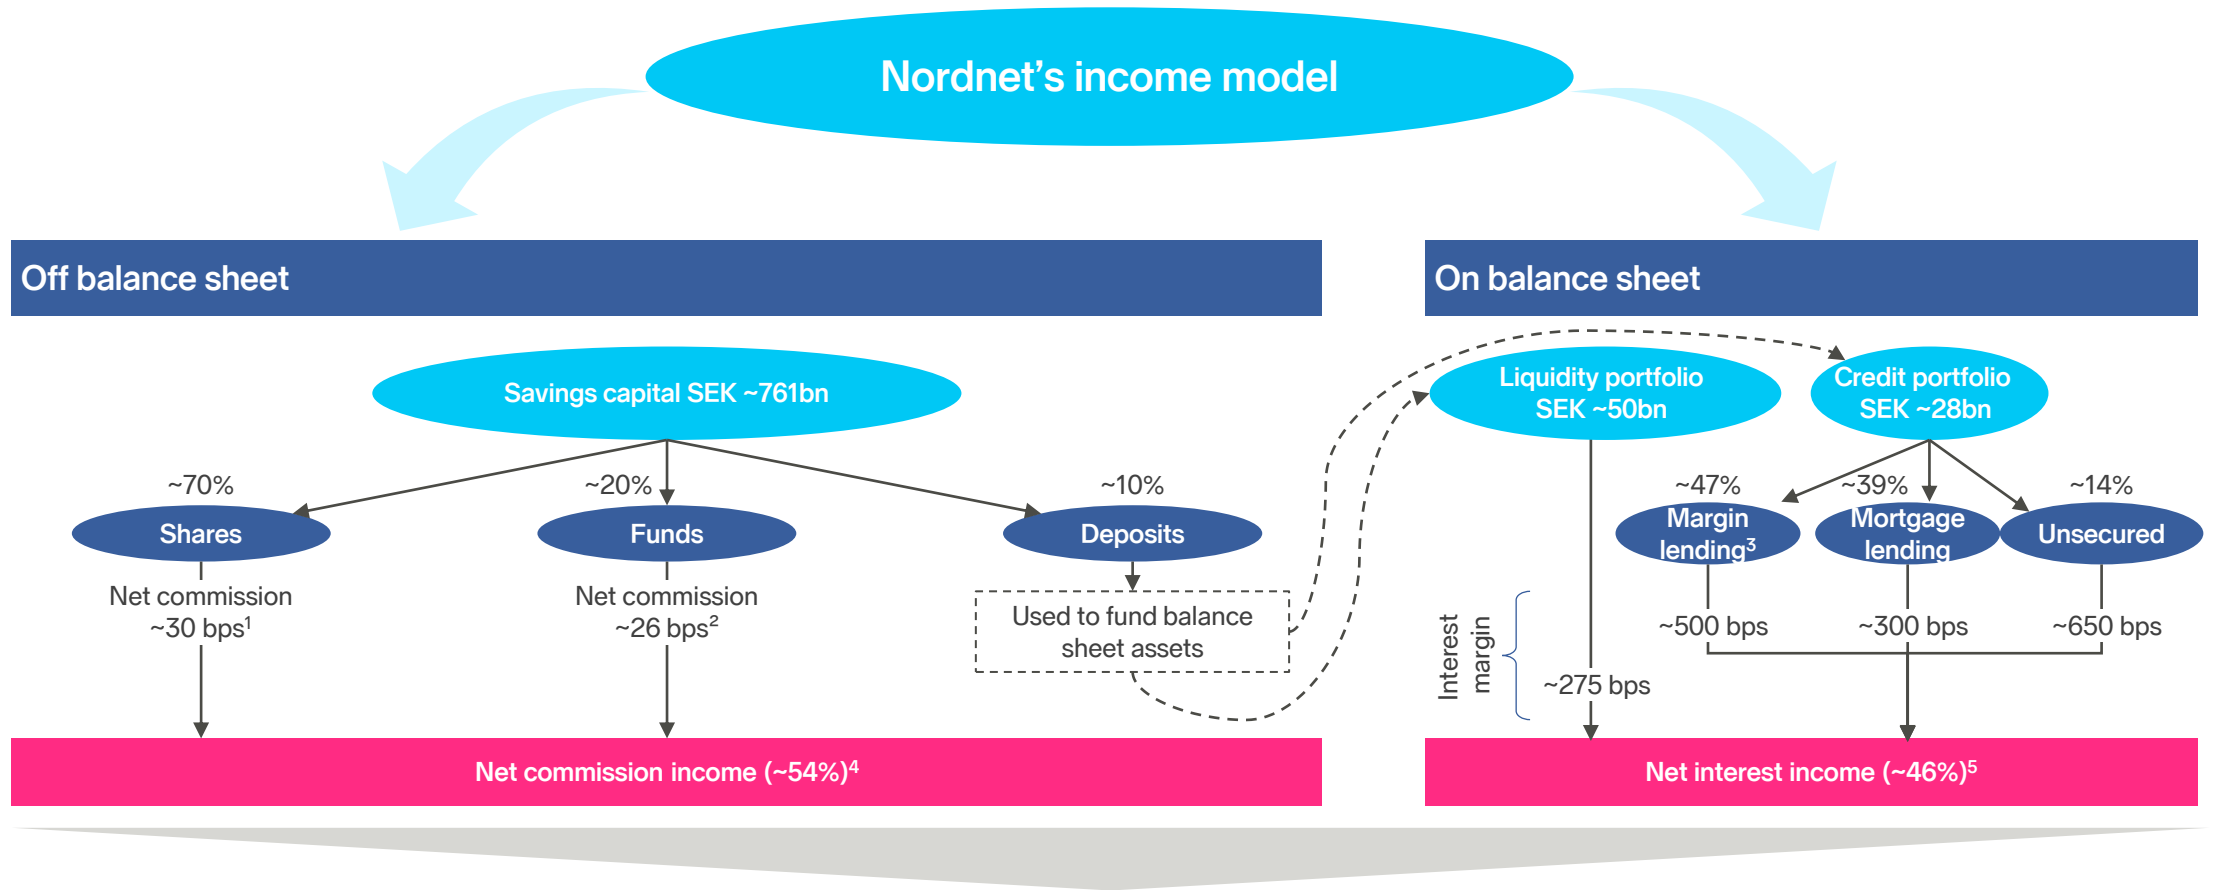 Nordnet’s income model
Off balance sheet
On balance sheet
Savings capital SEK ~761bn
Liquidity portfolio
SEK ~50bn
Credit portfolio
SEK ~28bn
~70%
~20%
~10%
~47%
~39%
~14%
Shares
Funds
Deposits
Margin
lending³
Mortgage
lending
Unsecured
Net commission
~30 bps¹
Net commission
~26 bps²
Used to fund balance
sheet assets
Interest
margin
~275 bps
~500 bps
~300 bps
~650 bps
Net commission income (~54%)⁴
Net interest income (~46%)⁵